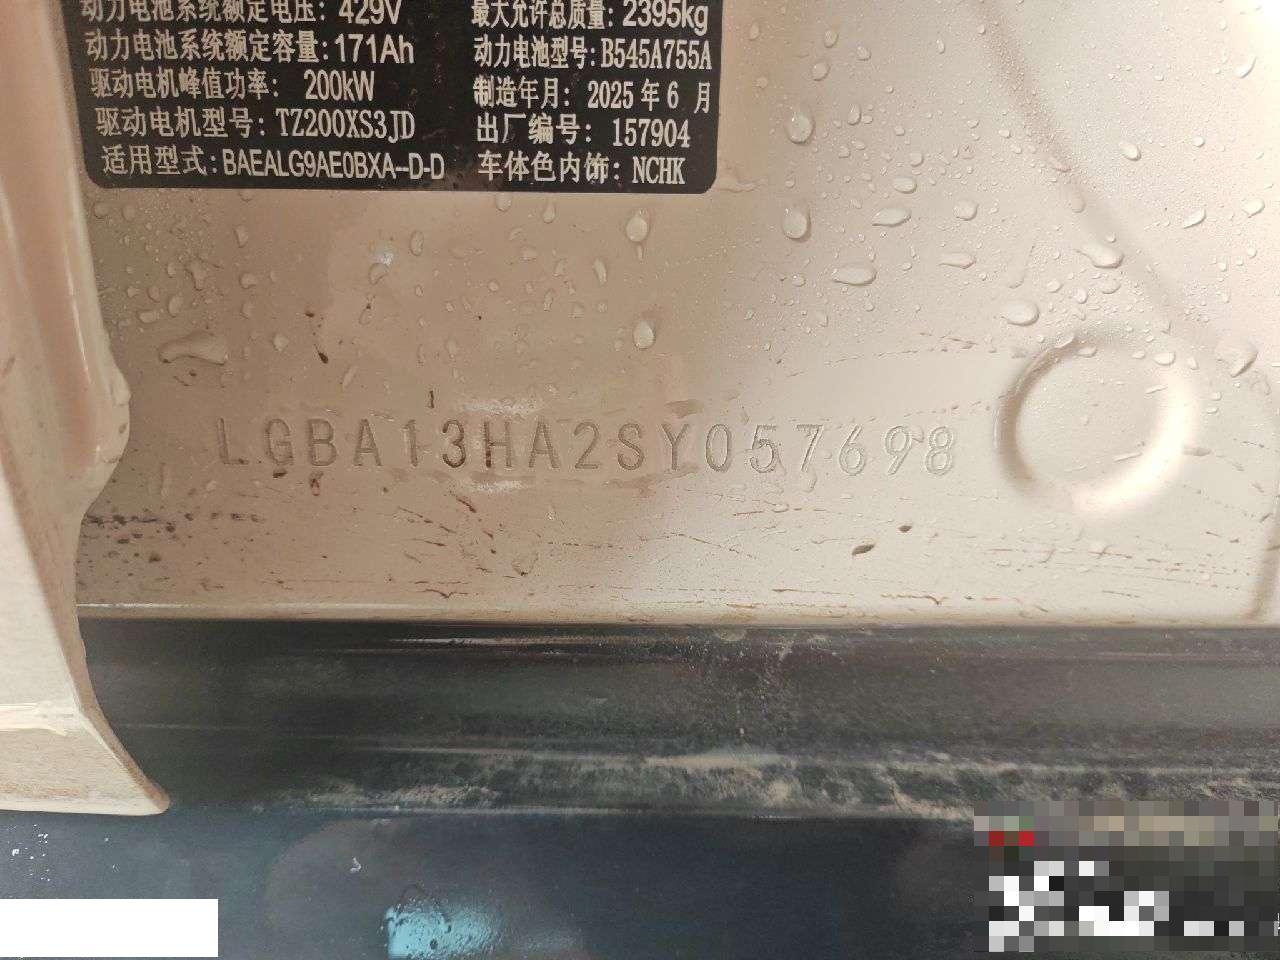 动力电池系统额定电压: 429V
最大允许总质量: 2395kg
动力电池系统额定容量: 171Ah
动力电池型号: B545A755A
驱动电机峰值功率: 200kW
制造年月: 2025 年 6 月
驱动电机型号: TZ200XS3JD
出厂编号: 157904
适用型式: BAEALG9AE0BXA--D-D
车体色内饰: NCHK
LGBA13HA2SY057698